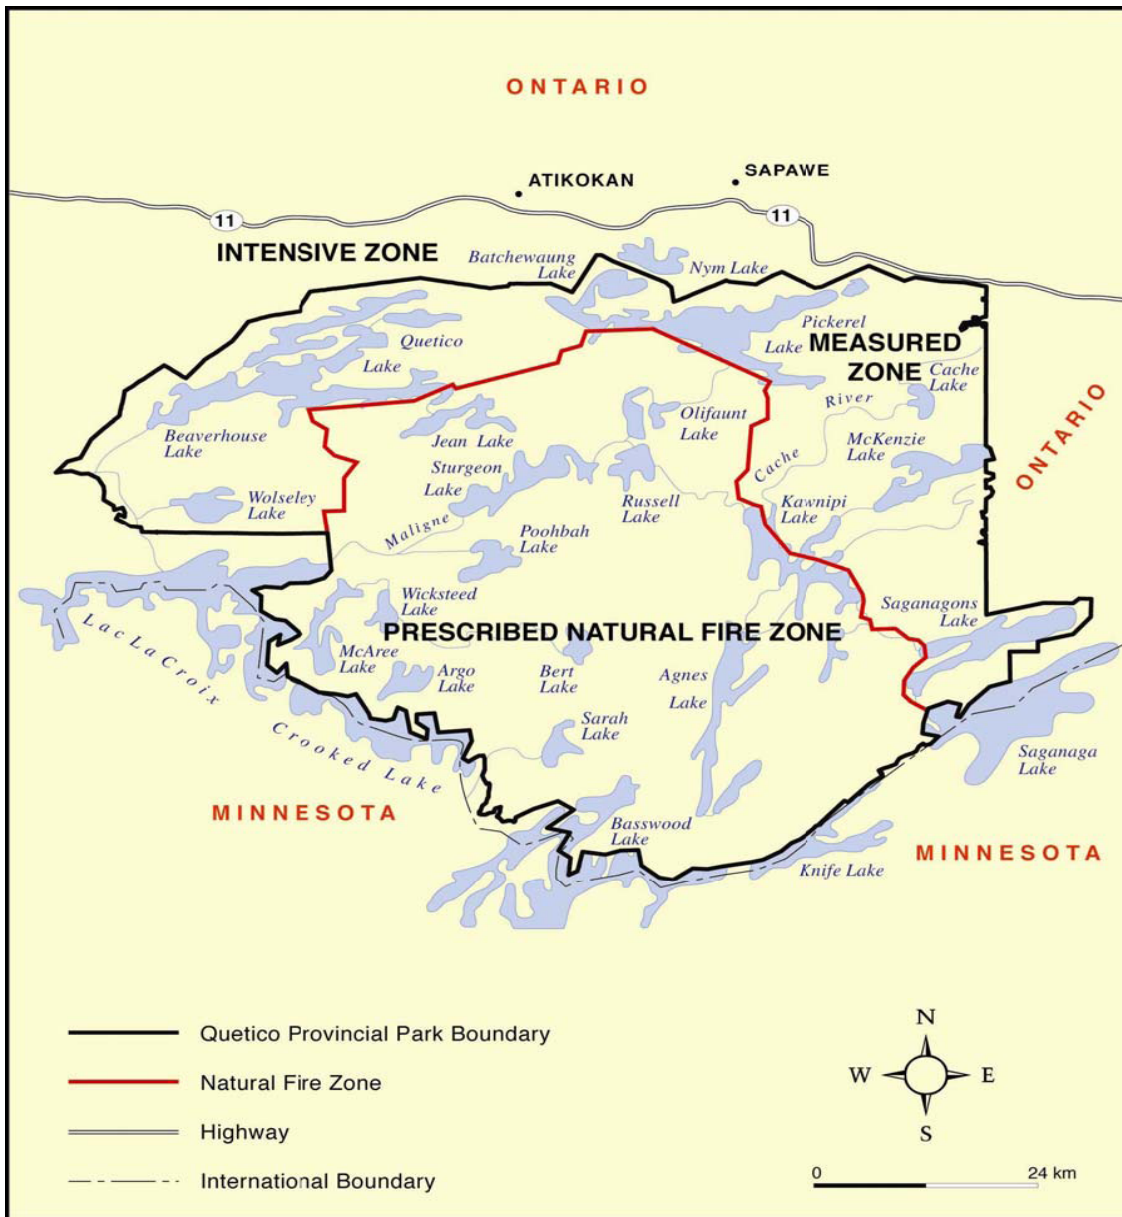 ONTARIO
ATIKOKAN
SAPAWE
11
11
INTENSIVE ZONE
Batchewaung
Lake
Nym Lake
Pickerel
Lake
MEASURED
ZONE
Quetico
Lake
Cache
Lake
River
Cache
Olifaunt
Lake
Beaverhouse
Lake
Jean Lake
McKenzie
Lake
ONTARIO
Sturgeon
Lake
Wolseley
Lake
Russell
Lake
Kawnipi
Lake
Maligne
Poohbah
Lake
Wicksteed
Lake
Saganagons
Lake
Lac LaCroix
PRESCRIBED NATURAL FIRE ZONE
McAree
Lake
Argo
Lake
Bert
Lake
Agnes
Lake
Sarah
Lake
Crooked Lake
Saganaga
Lake
MINNESOTA
Basswood
Lake
MINNESOTA
Knife Lake
Quetico Provincial Park Boundary
Natural Fire Zone
Highway
International Boundary
N
W
E
S
0
24 km